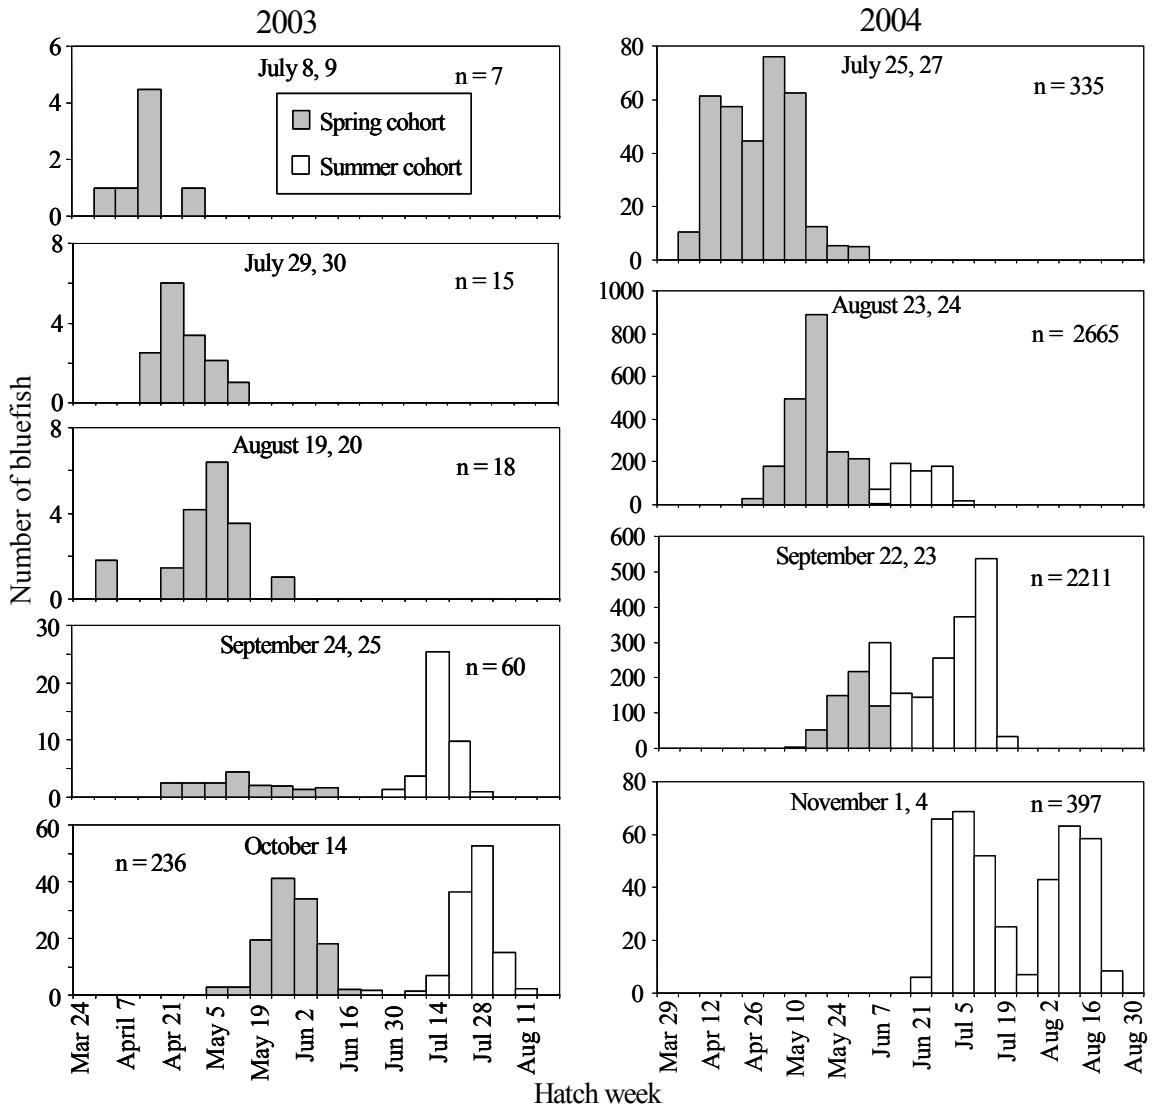 2003
2004
Number of bluefish
July 8, 9
n = 7
Spring cohort
Summer cohort
6
4
2
0
July 29, 30
n = 15
8
4
0
August 19, 20
n = 18
8
4
0
September 24, 25
n = 60
30
20
10
0
October 14
n = 236
60
40
20
0
Mar 24
April 7
Apr 21
May 5
May 19
Jun 2
Jun 16
Jun 30
Jul 14
Jul 28
Aug 11
July 25, 27
n = 335
80
60
40
20
0
August 23, 24
n = 2665
1000
800
600
400
200
0
September 22, 23
n = 2211
600
500
400
300
200
100
0
November 1, 4
n = 397
80
60
40
20
0
Mar 29
Apr 12
Apr 26
May 10
May 24
Jun 7
Jun 21
Jul 5
Jul 19
Aug 2
Aug 16
Aug 30
Hatch week